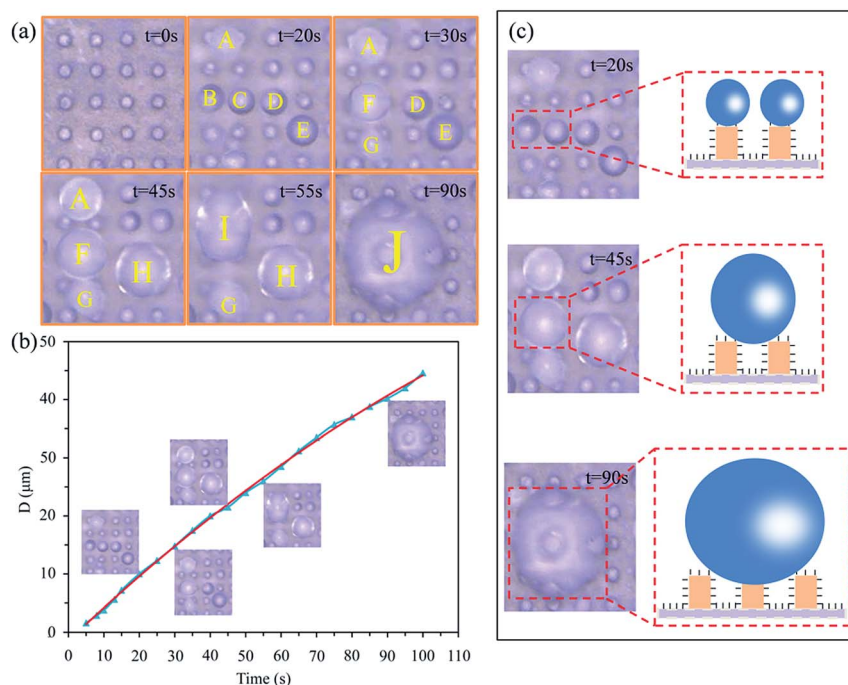 (a)
t=0s
t=20s
A
B C D
E
t=30s
A
F D
G E
t=45s
A
F
H
G
t=55s
I
H
G
t=90s
J
(b)
50
40
50
20
10
0
D (μm)
0 10 20 30 40 50 60 70 80 90 100 110
Time (s)
(c)
t=20s
t=45s
t=90s